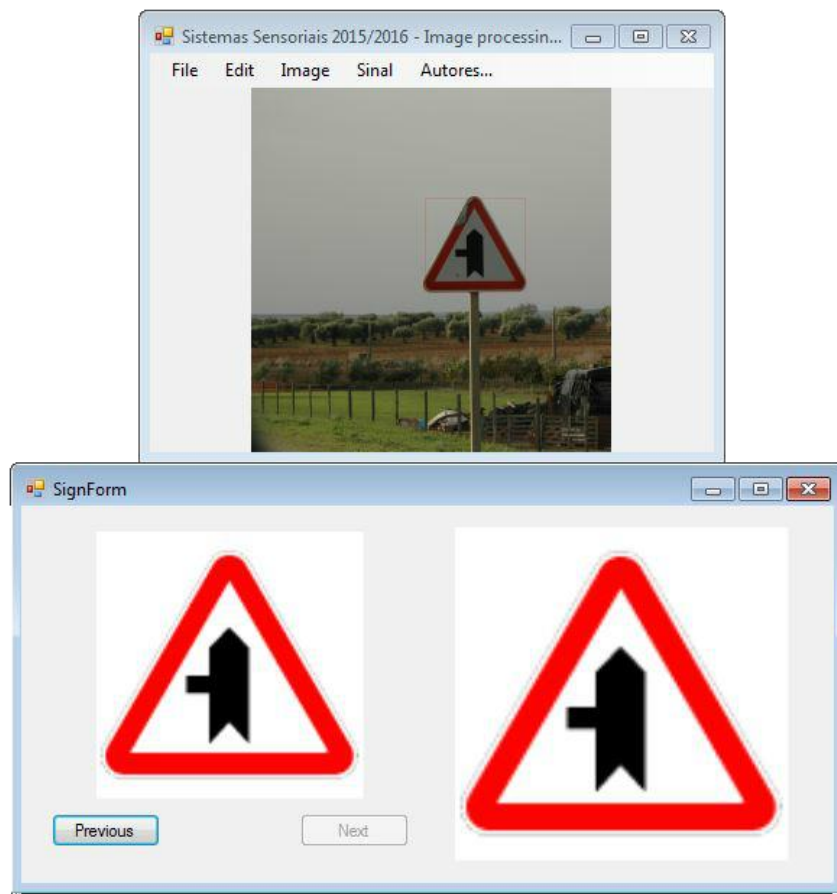 Sistemas Sensoriais 2015/2016 - Image processin...
File Edit Image Sinal Autores...
SignForm
Previous Next